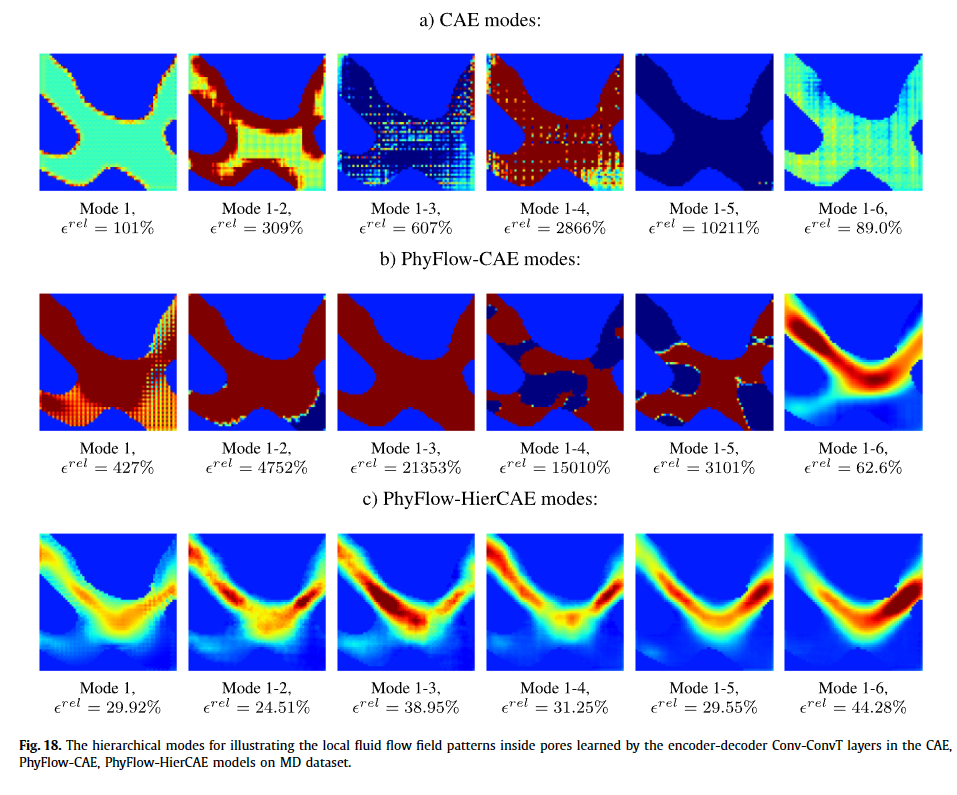 a) CAE modes:
Mode 1, Mode 1-2, Mode 1-3, Mode 1-4, Mode 1-5, Mode 1-6,
ϵ^{rel} = 101% ϵ^{rel} = 309% ϵ^{rel} = 607% ϵ^{rel} = 2866% ϵ^{rel} = 10211% ϵ^{rel} = 89.0%
b) PhyFlow-CAE modes:
Mode 1, Mode 1-2, Mode 1-3, Mode 1-4, Mode 1-5, Mode 1-6,
ϵ^{rel} = 427% ϵ^{rel} = 4752% ϵ^{rel} = 21353% ϵ^{rel} = 15010% ϵ^{rel} = 3101% ϵ^{rel} = 62.6%
c) PhyFlow-HierCAE modes:
Mode 1, Mode 1-2, Mode 1-3, Mode 1-4, Mode 1-5, Mode 1-6,
ϵ^{rel} = 29.92% ϵ^{rel} = 24.51% ϵ^{rel} = 38.95% ϵ^{rel} = 31.25% ϵ^{rel} = 29.55% ϵ^{rel} = 44.28%
Fig. 18. The hierarchical modes for illustrating the local fluid flow field patterns inside pores learned by the encoder-decoder Conv-ConvT layers in the CAE,
PhyFlow-CAE, PhyFlow-HierCAE models on MD dataset.